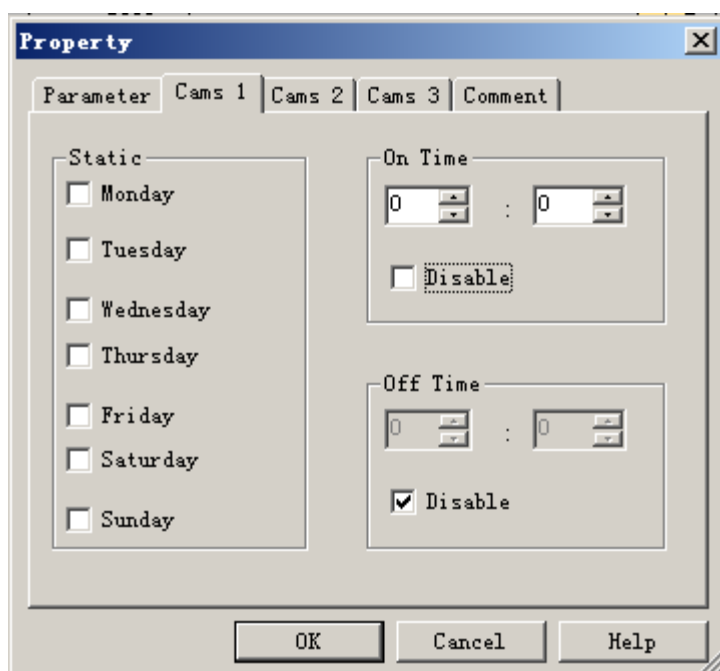 Property
Parameter Cams 1 Cams 2 Cams 3 Comment
Static
Monday
Tuesday
Wednesday
Thursday
Friday
Saturday
Sunday
On Time
0 : 0
Disable
Off Time
0 : 0
Disable
OK Cancel Help